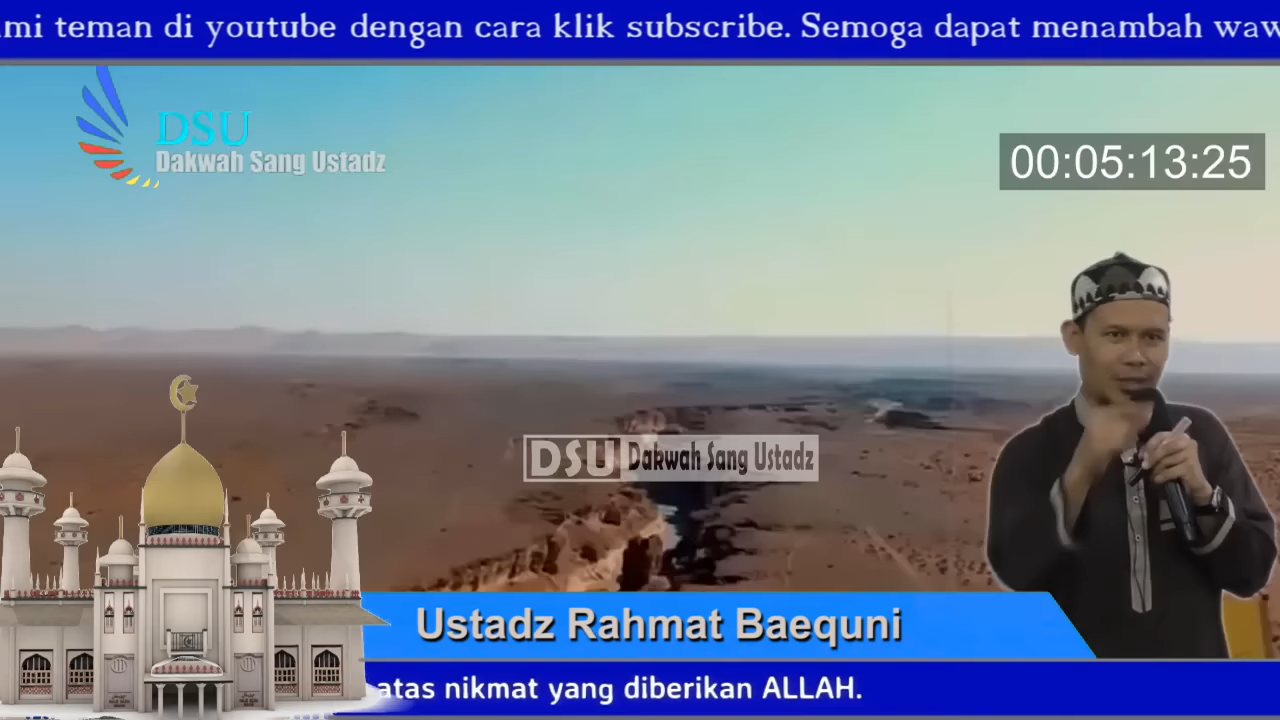 mi teman di youtube dengan cara klik subscribe. Semoga dapat menambah waw
DSU
Dakwah Sang Ustadz
00:05:13:25
DSU Dakwah Sang Ustadz
Ustadz Rahmat Baequni
atas nikmat yang diberikan ALLAH.